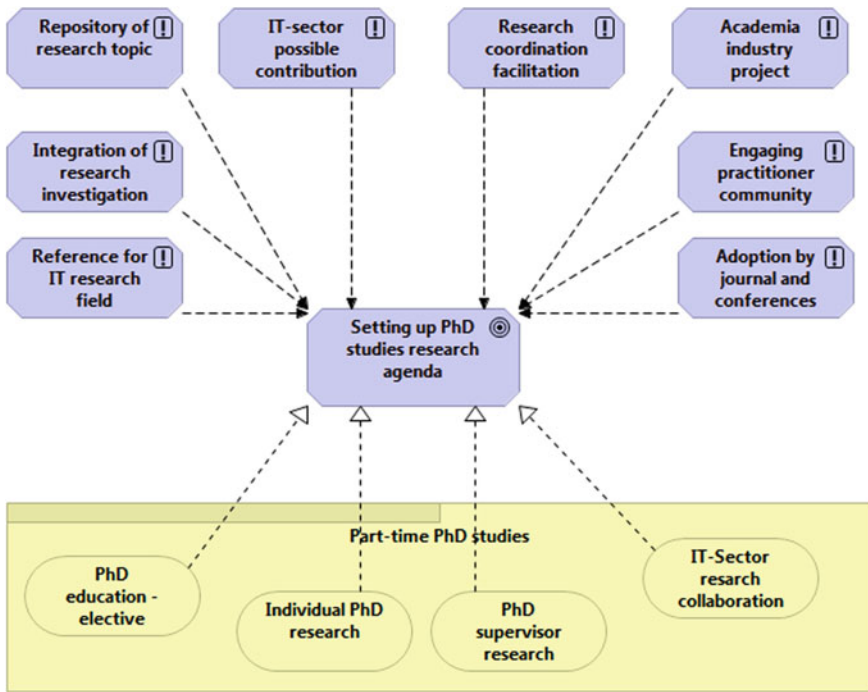 Repository of
research topic
IT-sector
possible
contribution
Research
coordination
facilitation
Academia
industry
project
Integration of
research
investigation
Engaging
practitioner
community
Reference for
IT research
field
Adoption by
journal and
conferences
Setting up PhD
studies research
agenda
Part-time PhD studies
PhD
education -
elective
Individual PhD
research
PhD
supervisor
research
IT-Sector
resarch
collaboration